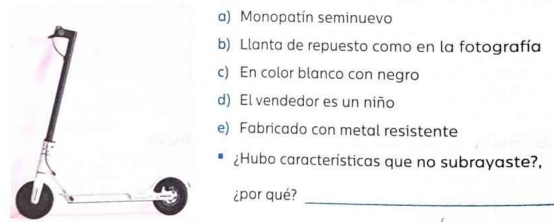 a) Monopatín seminuevo
b) Llanta de repuesto como en la fotografía
c) En color blanco con negro
d) El vendedor es un niño
e) Fabricado con metal resistente
▪ ¿Hubo características que no subrayaste?,
¿por qué?